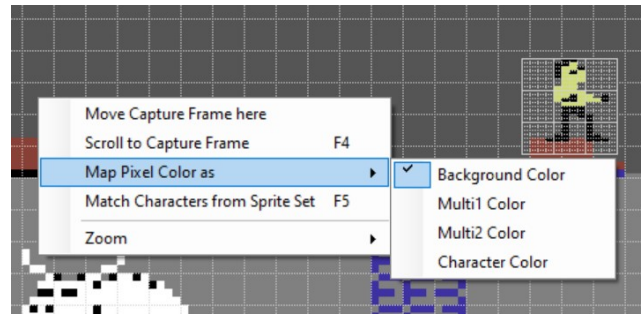 Move Capture Frame here
Scroll to Capture Frame F4
Map Pixel Color as
Match Characters from Sprite Set F5
Zoom
Background Color
Multi1 Color
Multi2 Color
Character Color